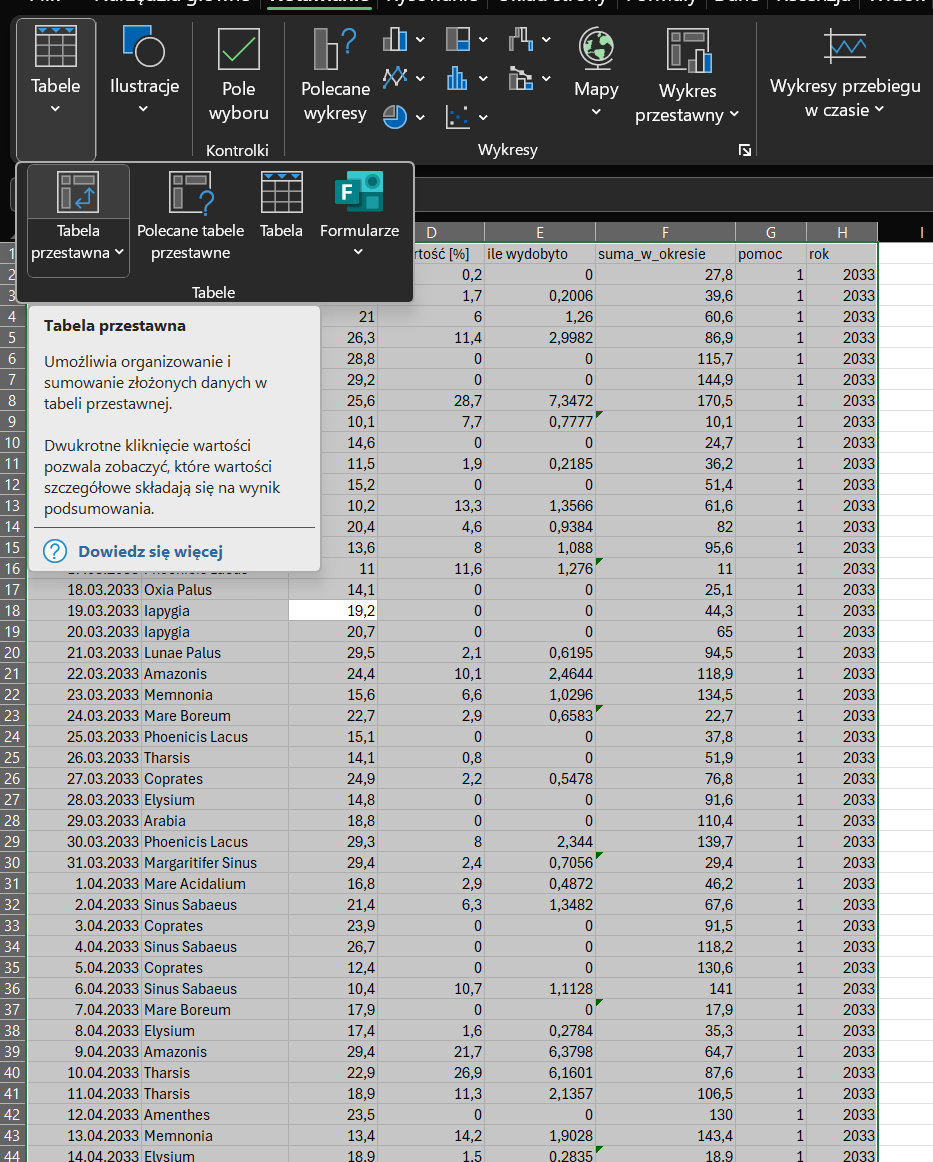 Tabele
Ilustracje
Pole
wyboru
Kontrolki
Polecane
wykresy
Mapy
Wykres
przestawny
Wykresy
Wykresy przebiegu
w czasie
Tabela
przestawna
Polecane tabele
przestawne
Tabela
Formularze
Tabele
Tabela przestawna
Umożliwia organizowanie i
sumowanie złożonych danych w
tabeli przestawnej.
Dwukrotne kliknięcie wartości
pozwala zobaczyć, które wartości
szczegółowe składają się na wynik
podsumowania.
Dowiedz się więcej
D E F G H I
1 [%] ile wydobyto suma_w_okresie pomoc rok
2 0,2 0 27,8 1 2033
3 1,7 0,2006 39,6 1 2033
4 21 6 1,26 60,6 1 2033
5 26,3 11,4 2,9982 86,9 1 2033
6 28,8 0 0 115,7 1 2033
7 29,2 0 0 144,9 1 2033
8 25,6 28,7 7,3472 170,5 1 2033
9 10,1 7,7 0,7777 10,1 1 2033
10 14,6 0 0 24,7 1 2033
11 11,5 1,9 0,2185 36,2 1 2033
12 15,2 0 0 51,4 1 2033
13 10,2 13,3 1,3566 61,6 1 2033
14 20,4 4,6 0,9384 82 1 2033
15 13,6 8 1,088 95,6 1 2033
16 11 11,6 1,276 11 1 2033
17 18.03.2033 Oxia Palus 14,1 0 0 25,1 1 2033
18 19.03.2033 Iapygia 19,2 0 0 44,3 1 2033
19 20.03.2033 Iapygia 20,7 0 0 65 1 2033
20 21.03.2033 Lunae Palus 29,5 2,1 0,6195 94,5 1 2033
21 22.03.2033 Amazonis 24,4 10,1 2,4644 118,9 1 2033
22 23.03.2033 Memnonia 15,6 6,6 1,0296 134,5 1 2033
23 24.03.2033 Mare Boreum 22,7 2,9 0,6583 22,7 1 2033
24 25.03.2033 Phoenicis Lacus 15,1 0 0 37,8 1 2033
25 26.03.2033 Tharsis 14,1 0,8 0 51,9 1 2033
26 27.03.2033 Coprates 24,9 2,2 0,5478 76,8 1 2033
27 28.03.2033 Elysium 14,8 0 0 91,6 1 2033
28 29.03.2033 Arabia 18,8 0 0 110,4 1 2033
29 30.03.2033 Phoenicis Lacus 29,3 8 2,344 139,7 1 2033
30 31.03.2033 Margaritifer Sinus 29,4 2,4 0,7056 29,4 1 2033
31 1.04.2033 Mare Acidalium 16,8 2,9 0,4872 46,2 1 2033
32 2.04.2033 Sinus Sabaeus 21,4 6,3 1,3482 67,6 1 2033
33 3.04.2033 Coprates 23,9 0 0 91,5 1 2033
34 4.04.2033 Sinus Sabaeus 26,7 0 0 118,2 1 2033
35 5.04.2033 Coprates 12,4 0 0 130,6 1 2033
36 6.04.2033 Sinus Sabaeus 10,4 10,7 1,1128 141 1 2033
37 7.04.2033 Mare Boreum 17,9 0 0 17,9 1 2033
38 8.04.2033 Elysium 17,4 1,6 0,2784 35,3 1 2033
39 9.04.2033 Amazonis 29,4 21,7 6,3798 64,7 1 2033
40 10.04.2033 Tharsis 22,9 26,9 6,1601 87,6 1 2033
41 11.04.2033 Tharsis 18,9 11,3 2,1357 106,5 1 2033
42 12.04.2033 Amenthes 23,5 0 0 130 1 2033
43 13.04.2033 Memnonia 13,4 14,2 1,9028 143,4 1 2033
44 14.04.2033 Elysium 18,9 1,5 0,2835 18,9 1 2033